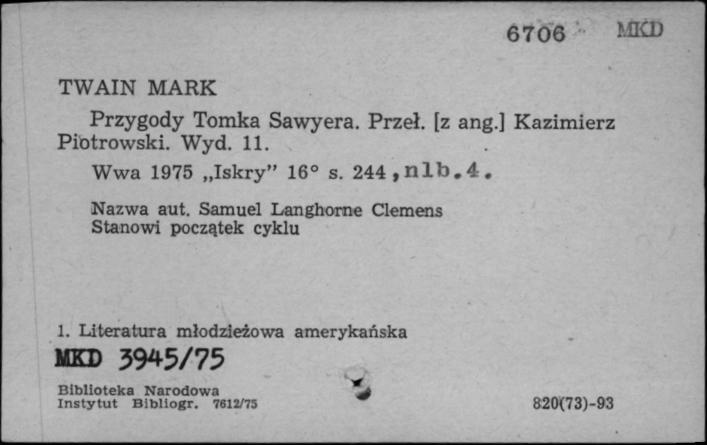 6706 MKD
TWAIN MARK
Przygody Tomka Sawyera. Przeł. [z ang.] Kazimierz
Piotrowski. Wyd. 11.
Wwa 1975 „Iskry” 16° s. 244, nlb. 4.
Nazwa aut. Samuel Langhorne Clemens
Stanowi początek cyklu
1. Literatura młodzieżowa amerykańska
MKD 3945/75
Biblioteka Narodowa
Instytut Bibliogr. 7612/75
820(73)-93